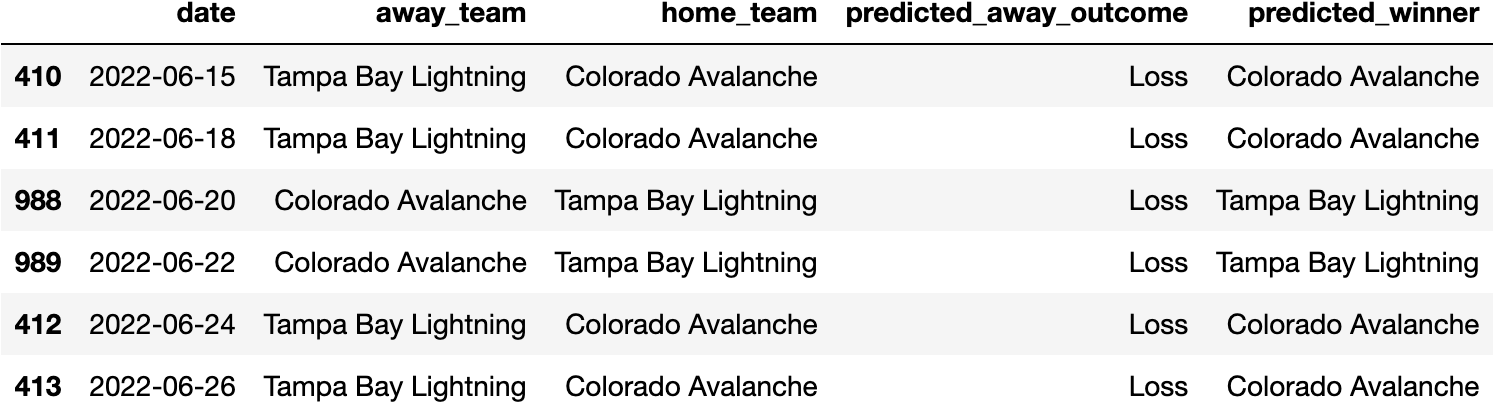 date away_team home_team predicted_away_outcome predicted_winner
410 2022-06-15 Tampa Bay Lightning Colorado Avalanche Loss Colorado Avalanche
411 2022-06-18 Tampa Bay Lightning Colorado Avalanche Loss Colorado Avalanche
988 2022-06-20 Colorado Avalanche Tampa Bay Lightning Loss Tampa Bay Lightning
989 2022-06-22 Colorado Avalanche Tampa Bay Lightning Loss Tampa Bay Lightning
412 2022-06-24 Tampa Bay Lightning Colorado Avalanche Loss Colorado Avalanche
413 2022-06-26 Tampa Bay Lightning Colorado Avalanche Loss Colorado Avalanche